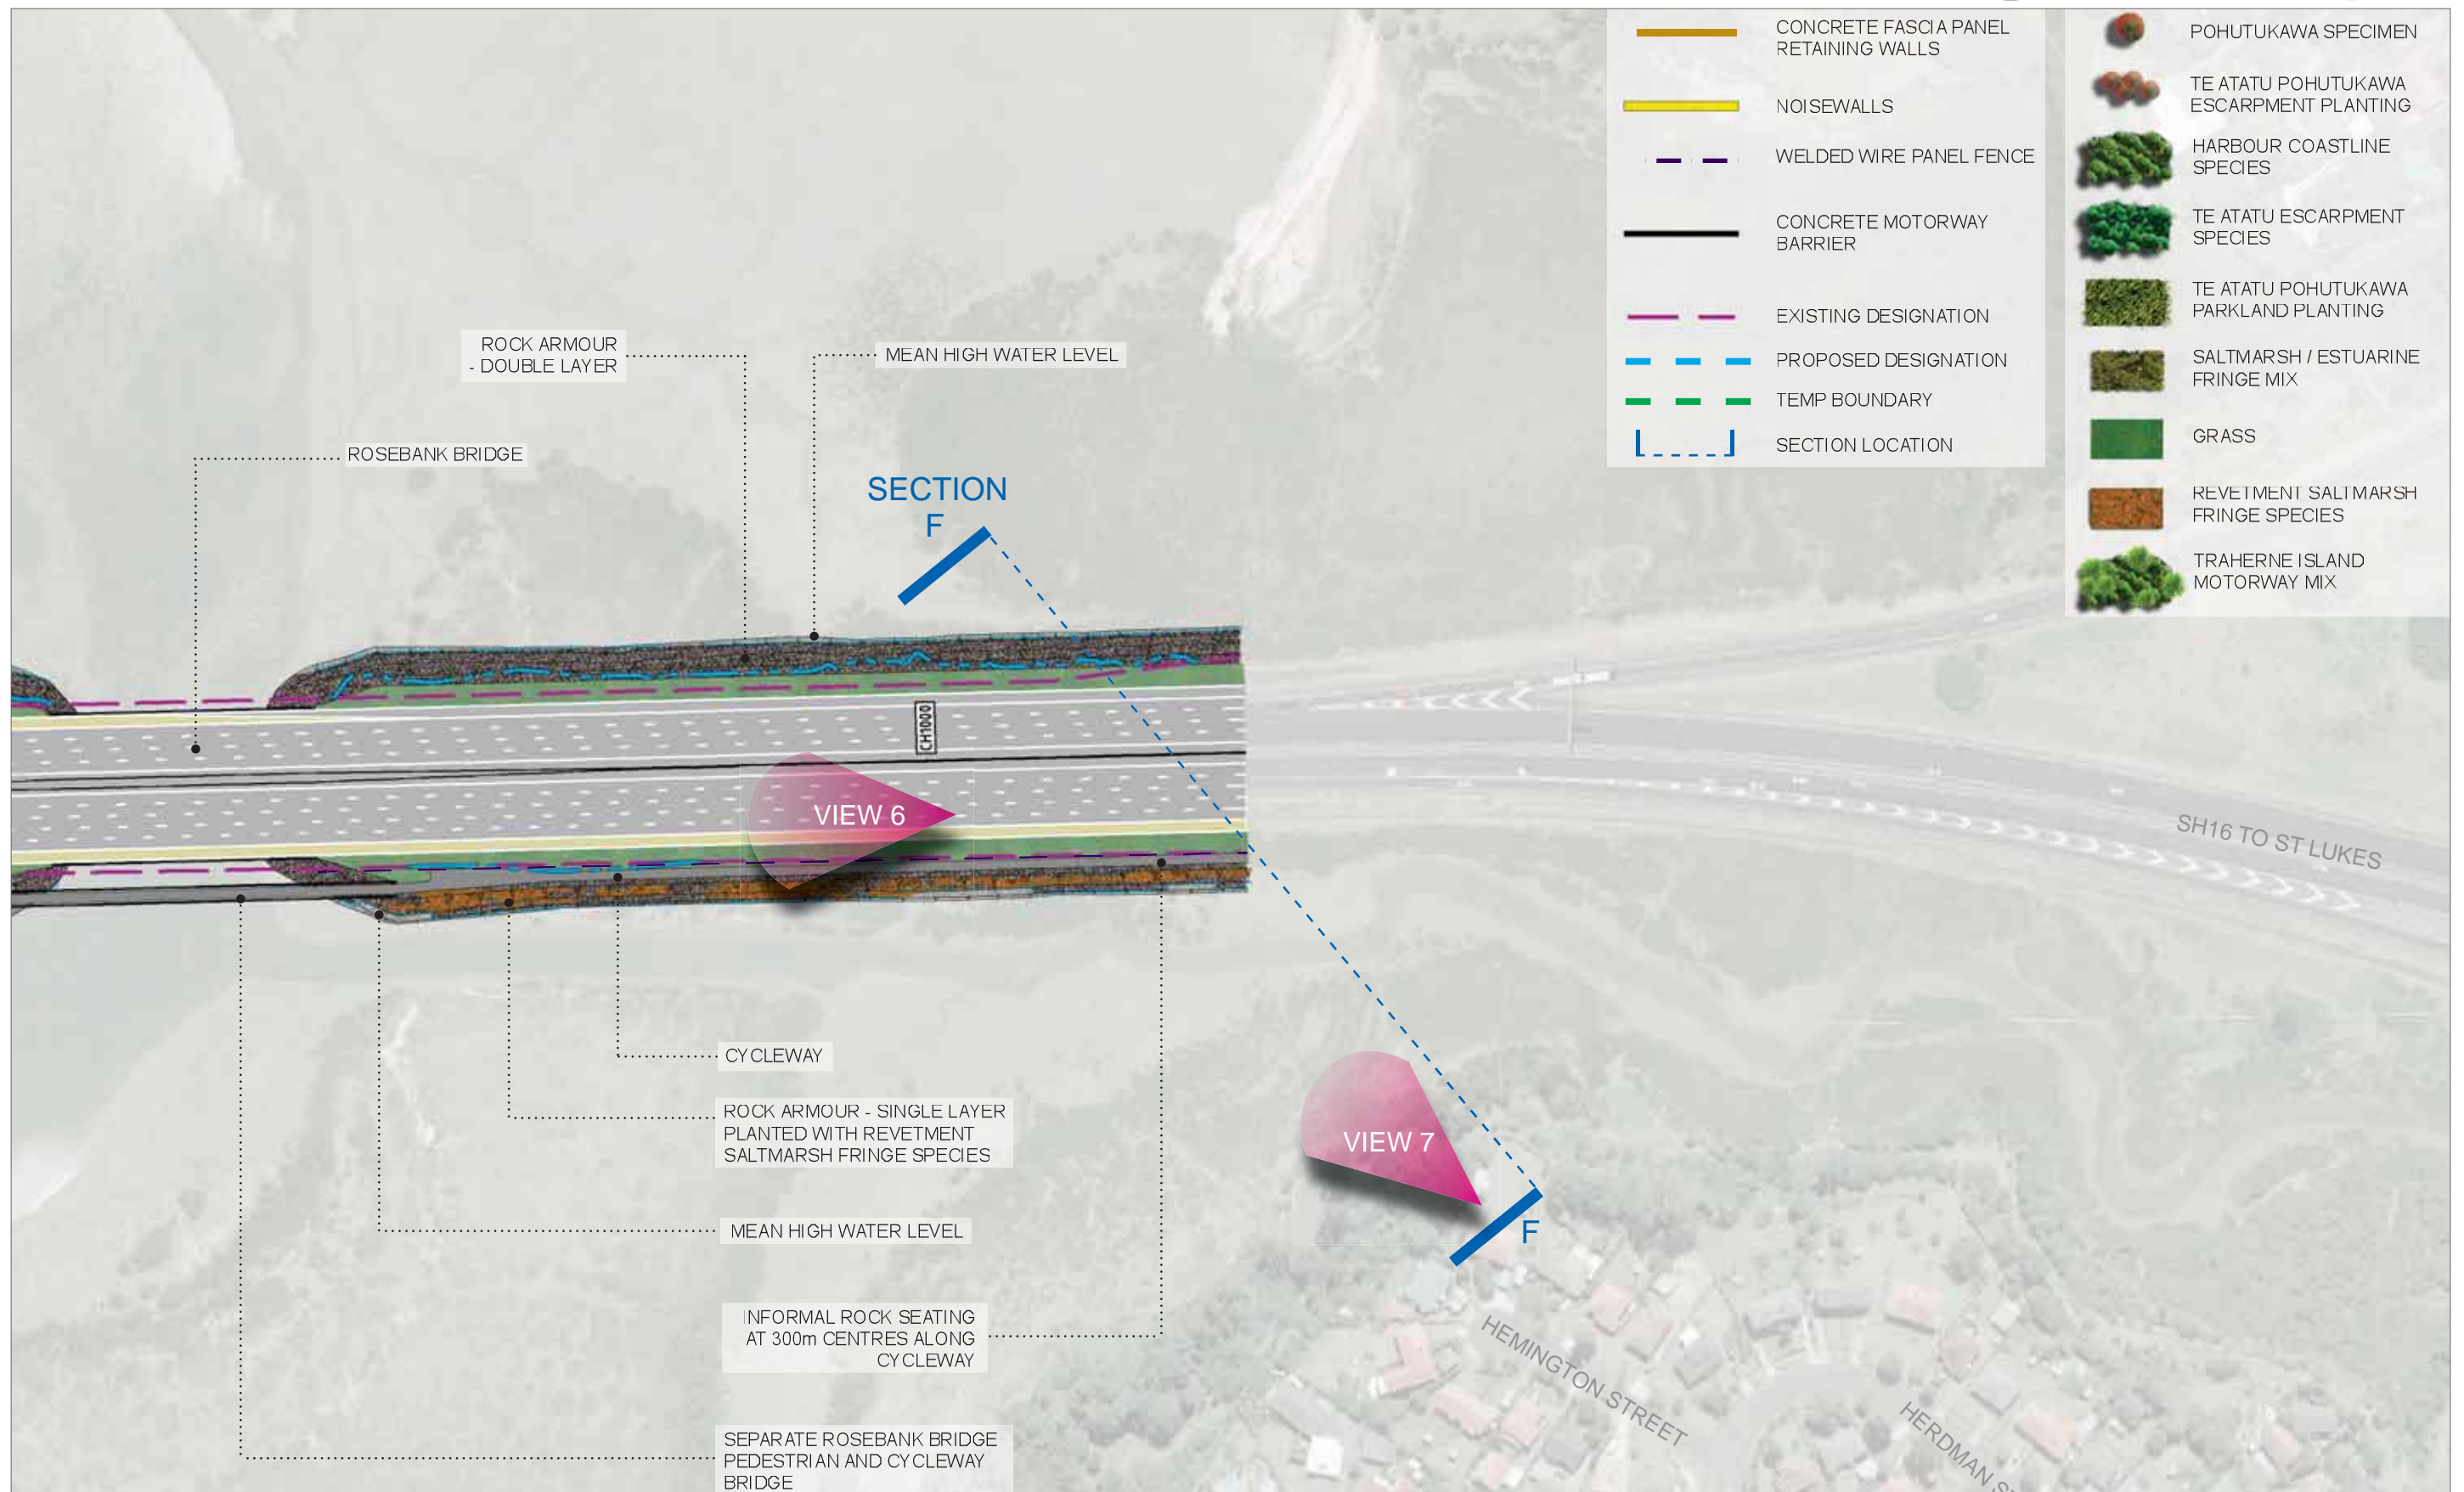 CONCRETE FASCIA PANEL
RETAINING WALLS
NOISEWALLS
WELDED WIRE PANEL FENCE
CONCRETE MOTORWAY
BARRIER
EXISTING DESIGNATION
PROPOSED DESIGNATION
TEMP BOUNDARY
SECTION LOCATION
POHUTUKAWA SPECIMEN
TE ATATU POHUTUKAWA
ESCARPMENT PLANTING
HARBOUR COASTLINE
SPECIES
TE ATATU ESCARPMENT
SPECIES
TE ATATU POHUTUKAWA
PARKLAND PLANTING
SALTMARSH / ESTUARINE
FRINGE MIX
GRASS
REVETMENT SALTMARSH
FRINGE SPECIES
TRAHERNE ISLAND
MOTORWAY MIX
ROCK ARMOUR
- DOUBLE LAYER
MEAN HIGH WATER LEVEL
ROSEBANK BRIDGE
SECTION
F
CH1000
VIEW 6
SH16 TO ST LUKES
CYCLEWAY
ROCK ARMOUR - SINGLE LAYER
PLANTED WITH REVETMENT
SALTMARSH FRINGE SPECIES
VIEW 7
MEAN HIGH WATER LEVEL
F
INFORMAL ROCK SEATING
AT 300m CENTRES ALONG
CYCLEWAY
HEMINGTON STREET
HERDMAN
SEPARATE ROSEBANK BRIDGE
PEDESTRIAN AND CYCLEWAY
BRIDGE